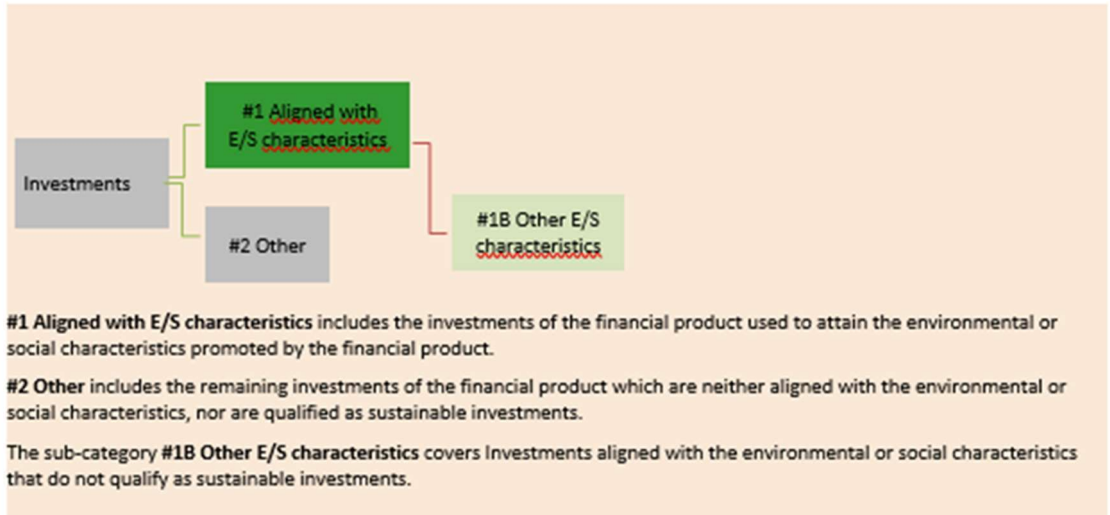 #1 Aligned with
E/S characteristics
Investments
#2 Other
#1B Other E/S
characteristics
#1 Aligned with E/S characteristics includes the investments of the financial product used to attain the environmental or
social characteristics promoted by the financial product.
#2 Other includes the remaining investments of the financial product which are neither aligned with the environmental or
social characteristics, nor are qualified as sustainable investments.
The sub-category #1B Other E/S characteristics covers Investments aligned with the environmental or social characteristics
that do not qualify as sustainable investments.